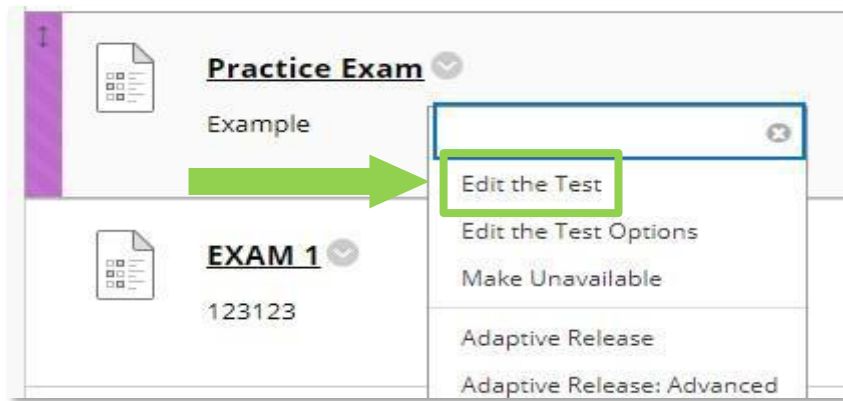 Practice Exam
Example
Edit the Test
Edit the Test Options
EXAM 1
Make Unavailable
123123
Adaptive Release
Adaptive Release: Advanced